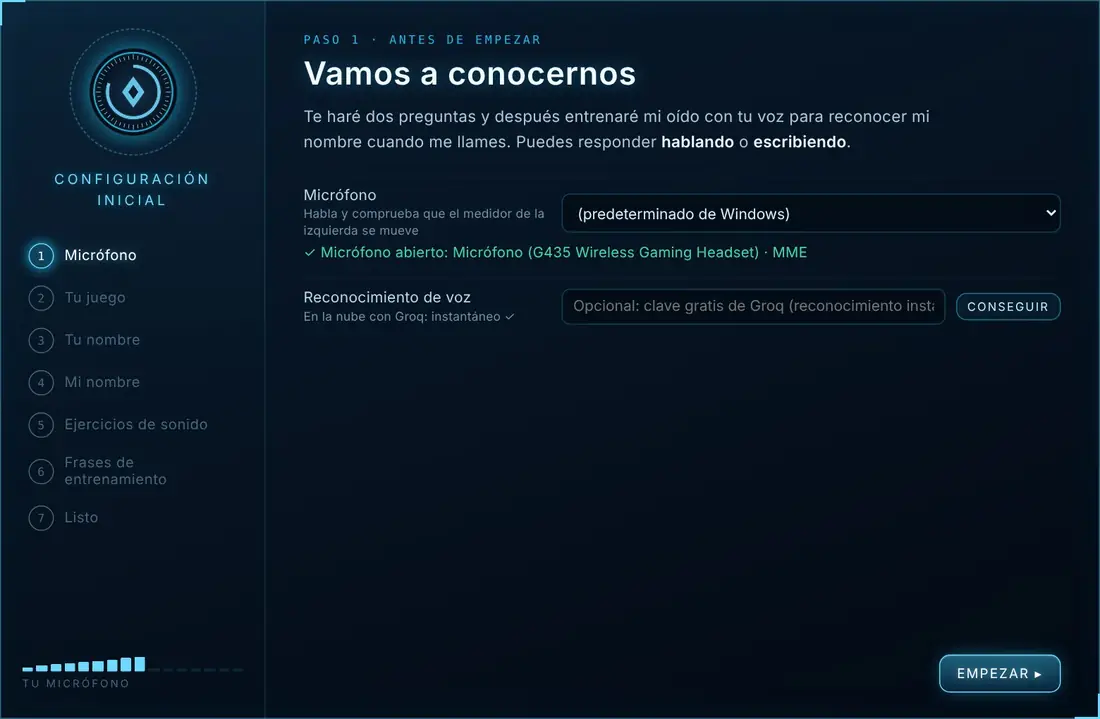 CONFIGURACIÓN
INICIAL
1 Micrófono
2 Tu juego
3 Tu nombre
4 Mi nombre
5 Ejercicios de sonido
6 Frases de
entrenamiento
7 Listo
TU MICRÓFONO
PASO 1 · ANTES DE EMPEZAR
Vamos a conocernos
Te haré dos preguntas y después entrenaré mi oído con tu voz para reconocer mi
nombre cuando me llames. Puedes responder hablando o escribiendo.
Micrófono
Habla y comprueba que el medidor de la
izquierda se mueve
(predeterminado de Windows)
✓ Micrófono abierto: Micrófono (G435 Wireless Gaming Headset) · MME
Reconocimiento de voz
En la nube con Groq: instantáneo ✓
Opcional: clave gratis de Groq (reconocimiento insta
CONSEGUIR
EMPEZAR ▸